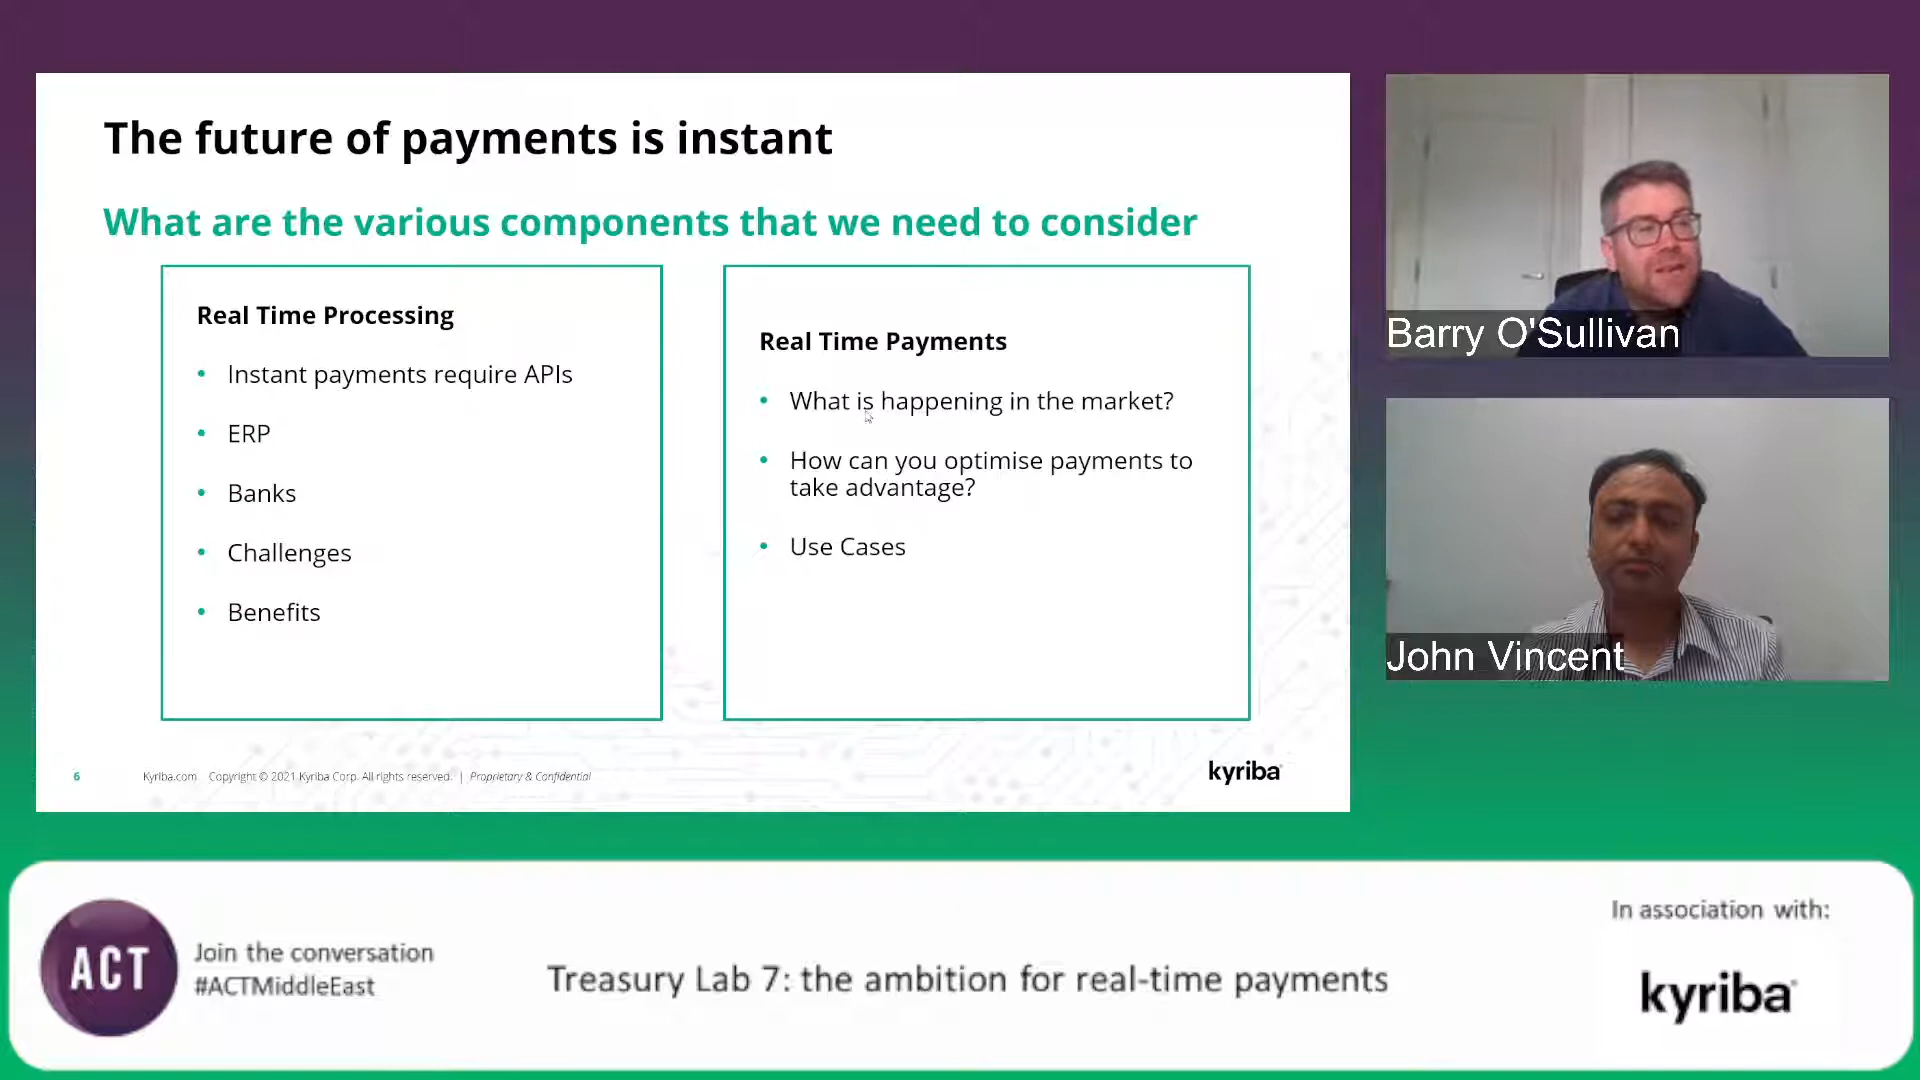 The future of payments is instant
What are the various components that we need to consider
Real Time Processing
• Instant payments require APIs
• ERP
• Banks
• Challenges
• Benefits
Real Time Payments
• What is happening in the market?
• How can you optimise payments to
take advantage?
• Use Cases
6 Kyriba.com Copyright © 2021 Kyriba Corp. All rights reserved. | Proprietary & Confidential
kyriba
Barry O'Sullivan
John Vincent
ACT
Join the conversation
#ACTMiddleEast
Treasury Lab 7: the ambition for real-time payments
In association with:
kyriba